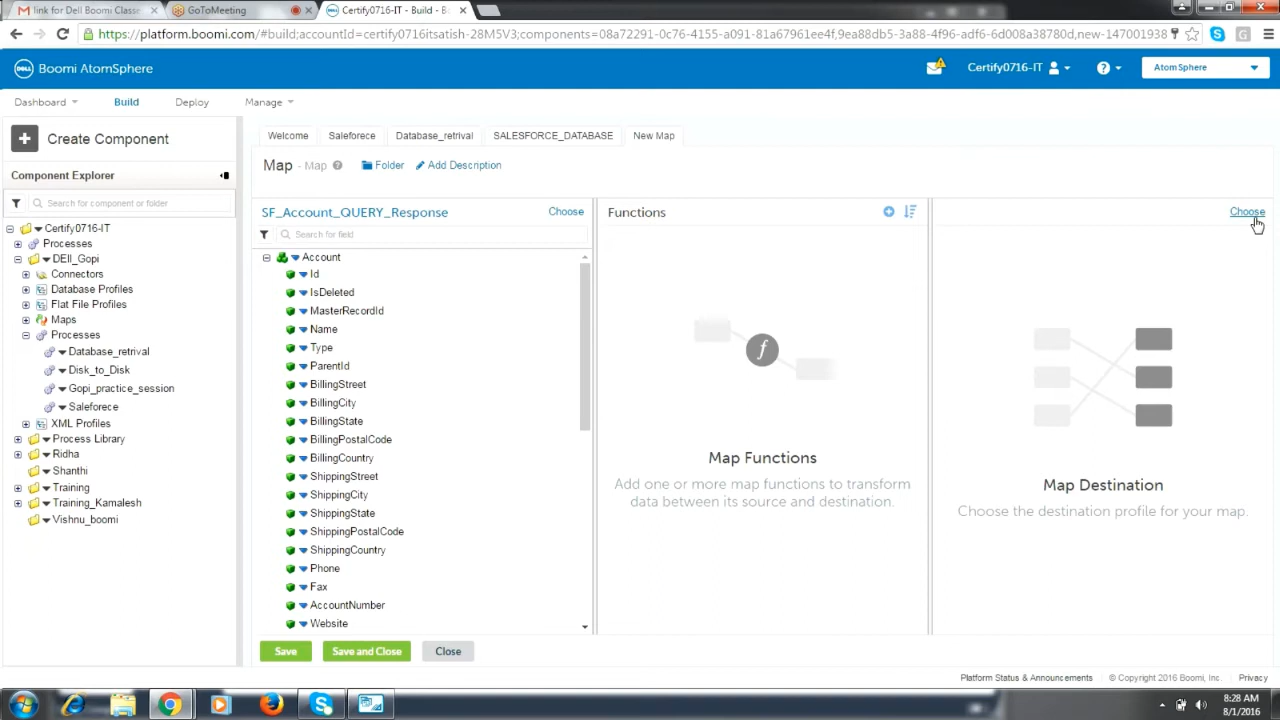 link for Dell Boomi Classe
GoToMeeting
Certify0716-IT - Build - Bo
https://platform.boomi.com/#build;accountId=certify0716itsatish-28M5V3;components=08a72291-0c76-4155-a091-81a67961ee4f,9ea88db5-3a88-4f96-adf6-6d008a38780d,new-147001938
DELL
Boomi AtomSphere
Certify0716-IT
?
AtomSphere
Dashboard
Build
Deploy
Manage
Create Component
Component Explorer
Search for component or folder
Certify0716-IT
Processes
DEll_Gopi
Connectors
Database Profiles
Flat File Profiles
Maps
Processes
Database_retrival
Disk_to_Disk
Gopi_practice_session
Saleforece
XML Profiles
Process Library
Ridha
Shanthi
Training
Training_Kamalesh
Vishnu_boomi
Welcome
Saleforece
Database_retrival
SALESFORCE_DATABASE
New Map
Map - Map
Folder
Add Description
SF_Account_QUERY_Response
Choose
Search for field
Account
Id
IsDeleted
MasterRecordId
Name
Type
ParentId
BillingStreet
BillingCity
BillingState
BillingPostalCode
BillingCountry
ShippingStreet
ShippingCity
ShippingState
ShippingPostalCode
ShippingCountry
Phone
Fax
AccountNumber
Website
Functions
f
Map Functions
Add one or more map functions to transform
data between its source and destination.
Choose
Map Destination
Choose the destination profile for your map.
Save
Save and Close
Close
Platform Status & Announcements
© Copyright 2016 Boomi, Inc.
Privacy
8:28 AM
8/1/2016